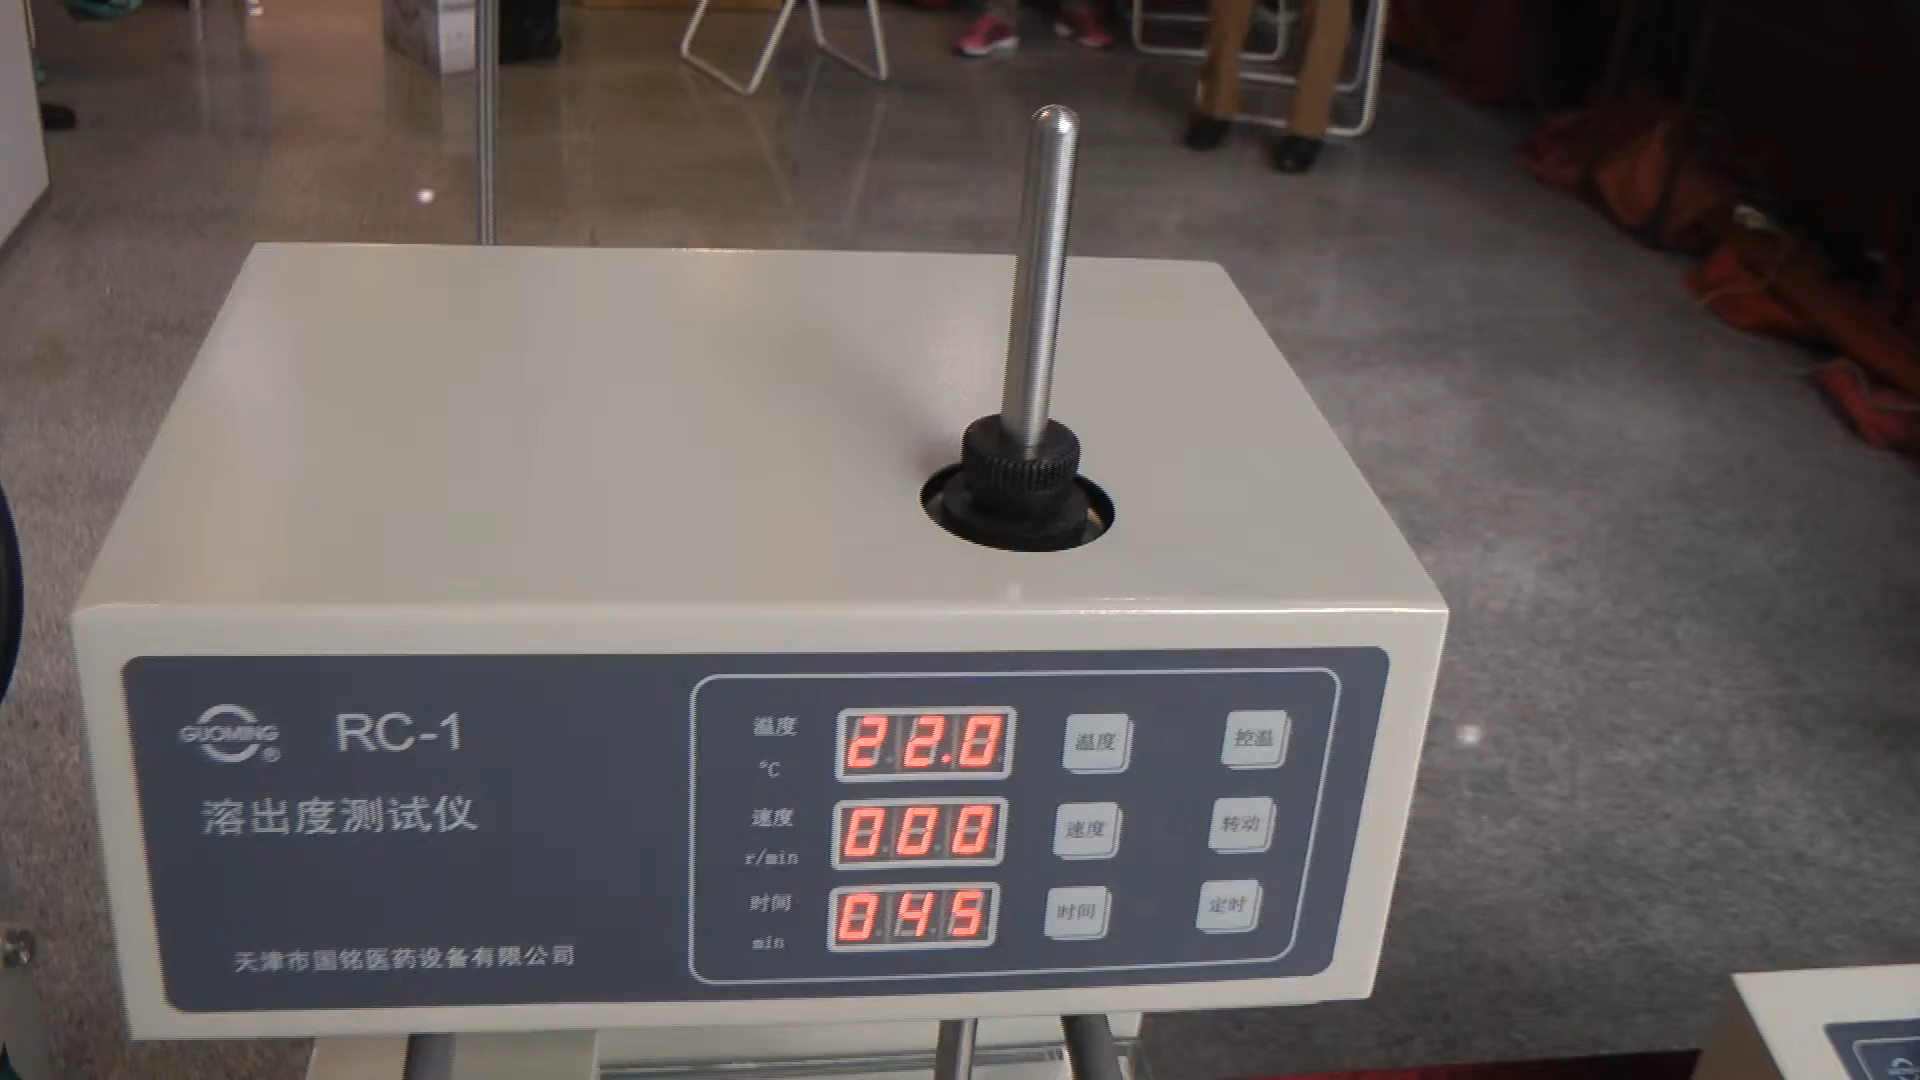 GUOMING
®
RC-1
溶出度测试仪
天津市国铭医药设备有限公司
温度
℃
22.0
温度
控温
速度
r/min
000
速度
转动
时间
min
045
时间
定时